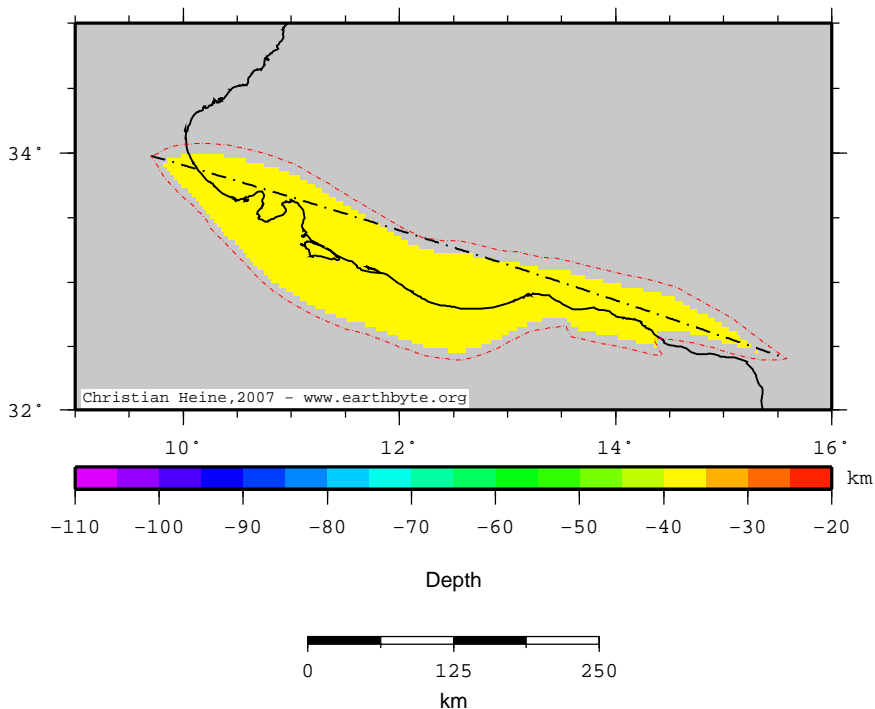 34°
32°
Christian Heine,2007 - www.earthbyte.org
10° 12° 14° 16°
km
-110 -100 -90 -80 -70 -60 -50 -40 -30 -20
Depth
0 125 250
km